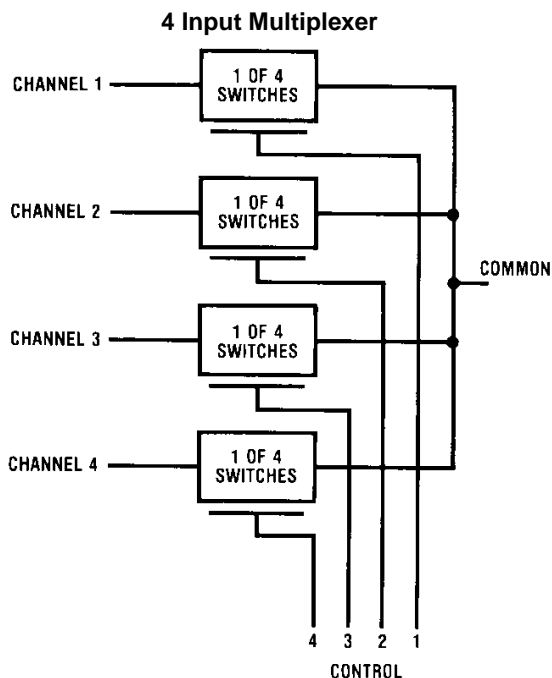 4 Input Multiplexer
CHANNEL 1
1 OF 4
SWITCHES
CHANNEL 2
1 OF 4
SWITCHES
COMMON
CHANNEL 3
1 OF 4
SWITCHES
CHANNEL 4
1 OF 4
SWITCHES
4 3 2 1
CONTROL